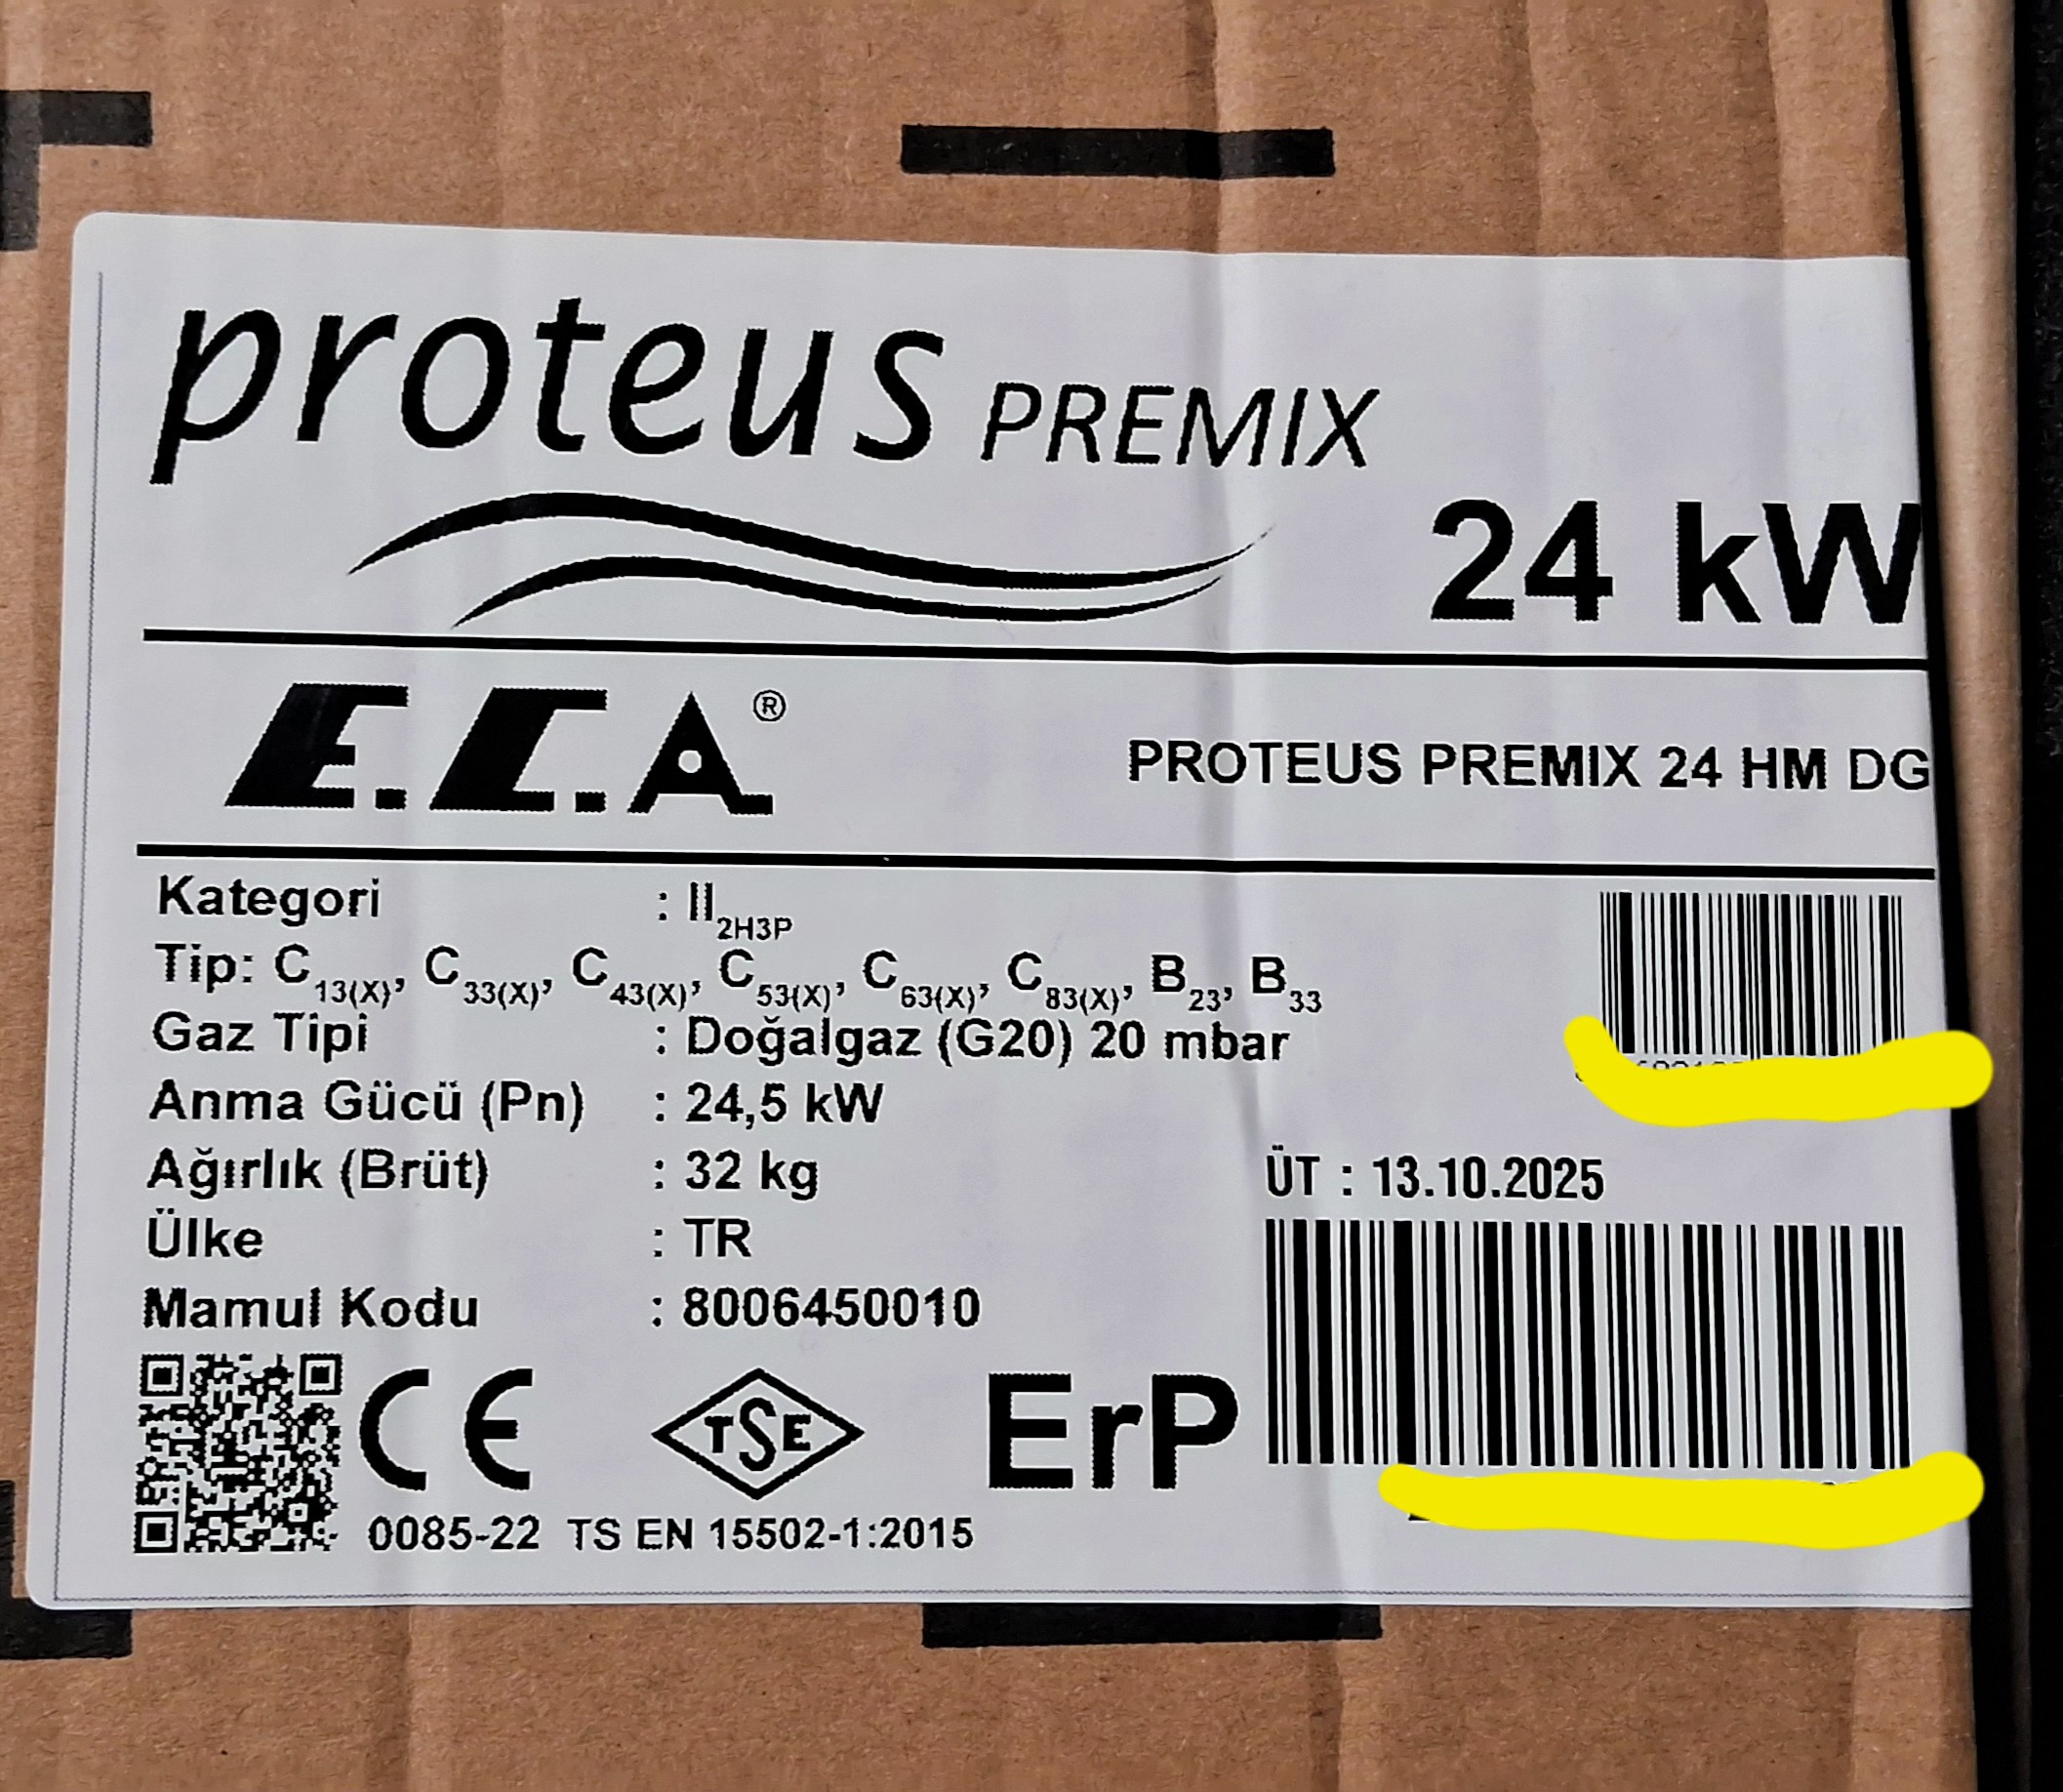 proteus PREMIX
24 kW
E.C.A®
PROTEUS PREMIX 24 HM DG
Kategori : II2H3P
Tip: C13(X), C33(X), C43(X), C53(X), C63(X), C83(X), B23, B33
Gaz Tipi : Doğalgaz (G20) 20 mbar
Anma Gücü (Pn) : 24,5 kW
Ağırlık (Brüt) : 32 kg
ÜT : 13.10.2025
Ülke : TR
Mamul Kodu : 8006450010
CE TSE ErP
0085-22 TS EN 15502-1:2015